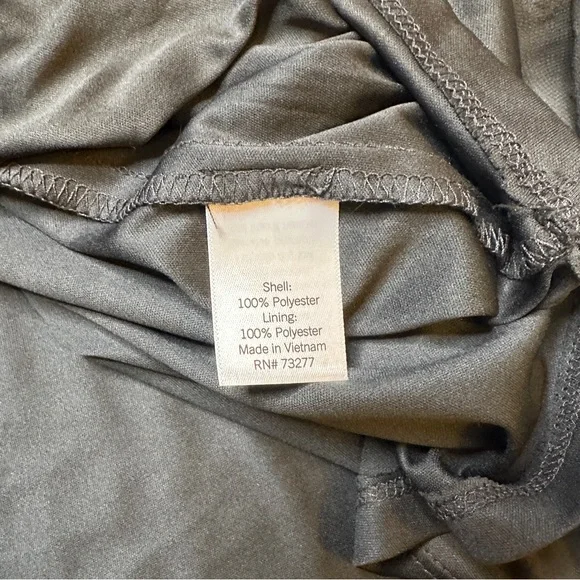 Shell:
100% Polyester
Lining:
100% Polyester
Made in Vietnam
RN# 73277